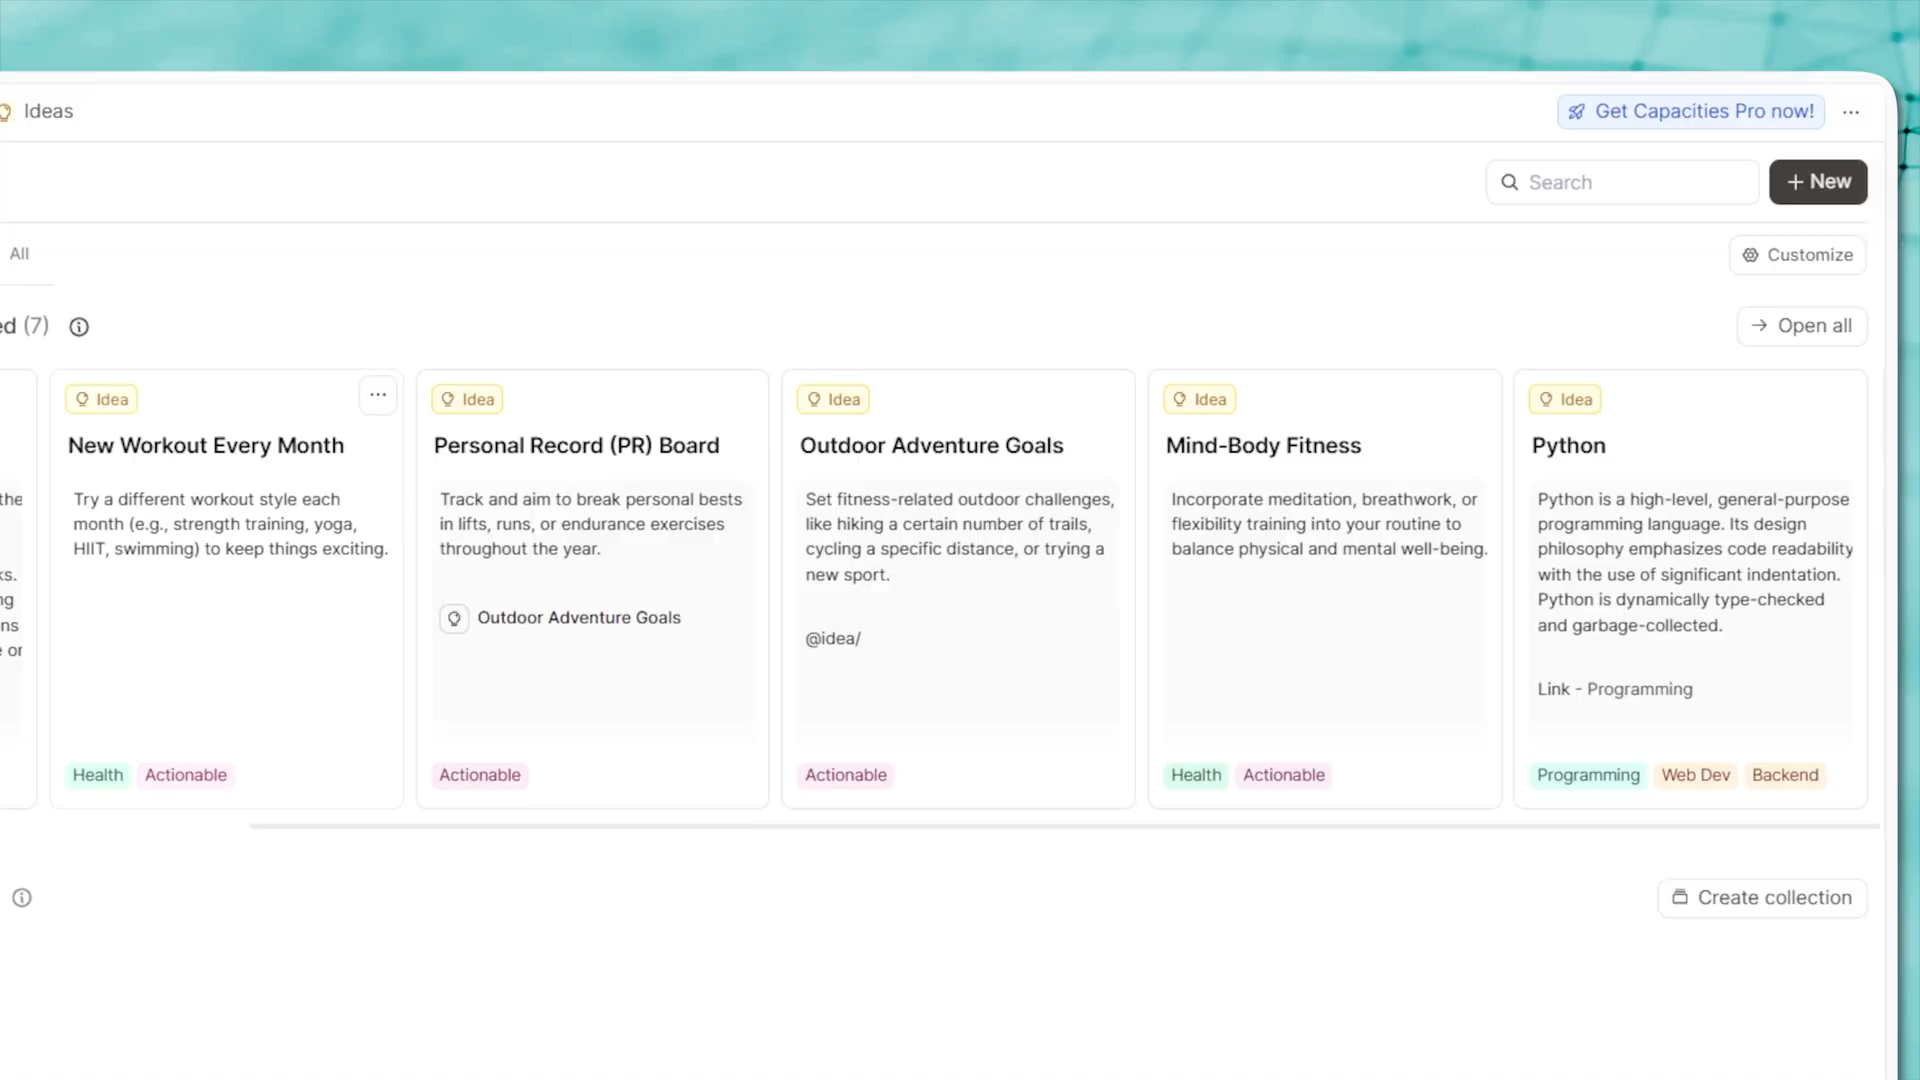 Ideas
Get Capacities Pro now!
Search
+ New
All
Customize
ed (7)
Open all
the
ks.
ng
ns
e or
Idea
New Workout Every Month
Try a different workout style each
month (e.g., strength training, yoga,
HIIT, swimming) to keep things exciting.
Health Actionable
Idea
Personal Record (PR) Board
Track and aim to break personal bests
in lifts, runs, or endurance exercises
throughout the year.
Outdoor Adventure Goals
Actionable
Idea
Outdoor Adventure Goals
Set fitness-related outdoor challenges,
like hiking a certain number of trails,
cycling a specific distance, or trying a
new sport.
@idea/
Actionable
Idea
Mind-Body Fitness
Incorporate meditation, breathwork, or
flexibility training into your routine to
balance physical and mental well-being.
Health Actionable
Idea
Python
Python is a high-level, general-purpose
programming language. Its design
philosophy emphasizes code readability
with the use of significant indentation.
Python is dynamically type-checked
and garbage-collected.
Link - Programming
Programming Web Dev Backend
Create collection